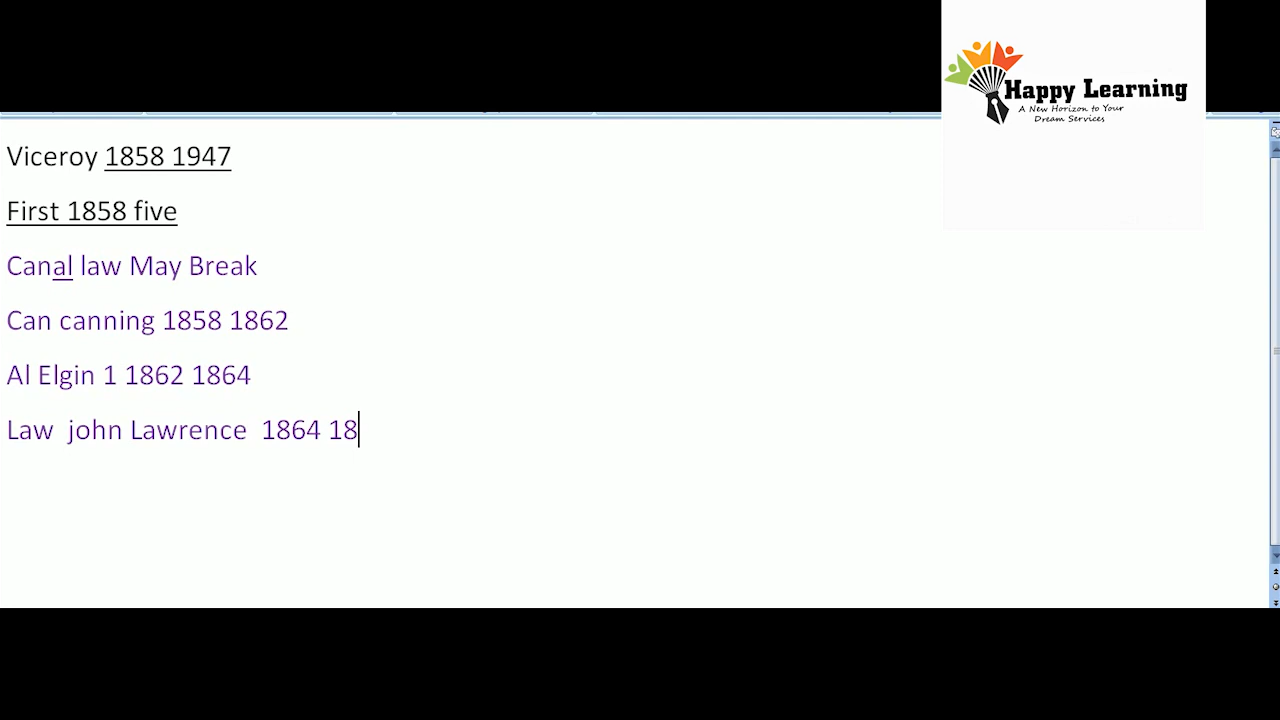 Happy Learning
A New Horizon to Your
Dream Services
Viceroy 1858 1947
First 1858 five
Canal law May Break
Can canning 1858 1862
Al Elgin 1 1862 1864
Law  john Lawrence  1864 18